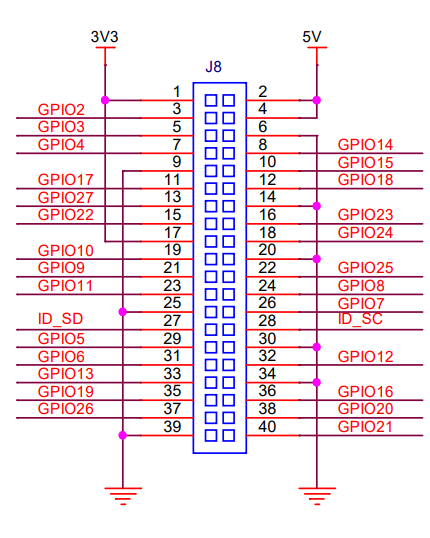 3V3 5V
J8
1 2
GPIO2 3 4
GPIO3 5 6
GPIO4 7 8 GPIO14
9 10 GPIO15
GPIO17 11 12 GPIO18
GPIO27 13 14
GPIO22 15 16 GPIO23
17 18 GPIO24
GPIO10 19 20
GPIO9 21 22 GPIO25
GPIO11 23 24 GPIO8
25 26 GPIO7
ID_SD 27 28 ID_SC
GPIO5 29 30
GPIO6 31 32 GPIO12
GPIO13 33 34
GPIO19 35 36 GPIO16
GPIO26 37 38 GPIO20
39 40 GPIO21